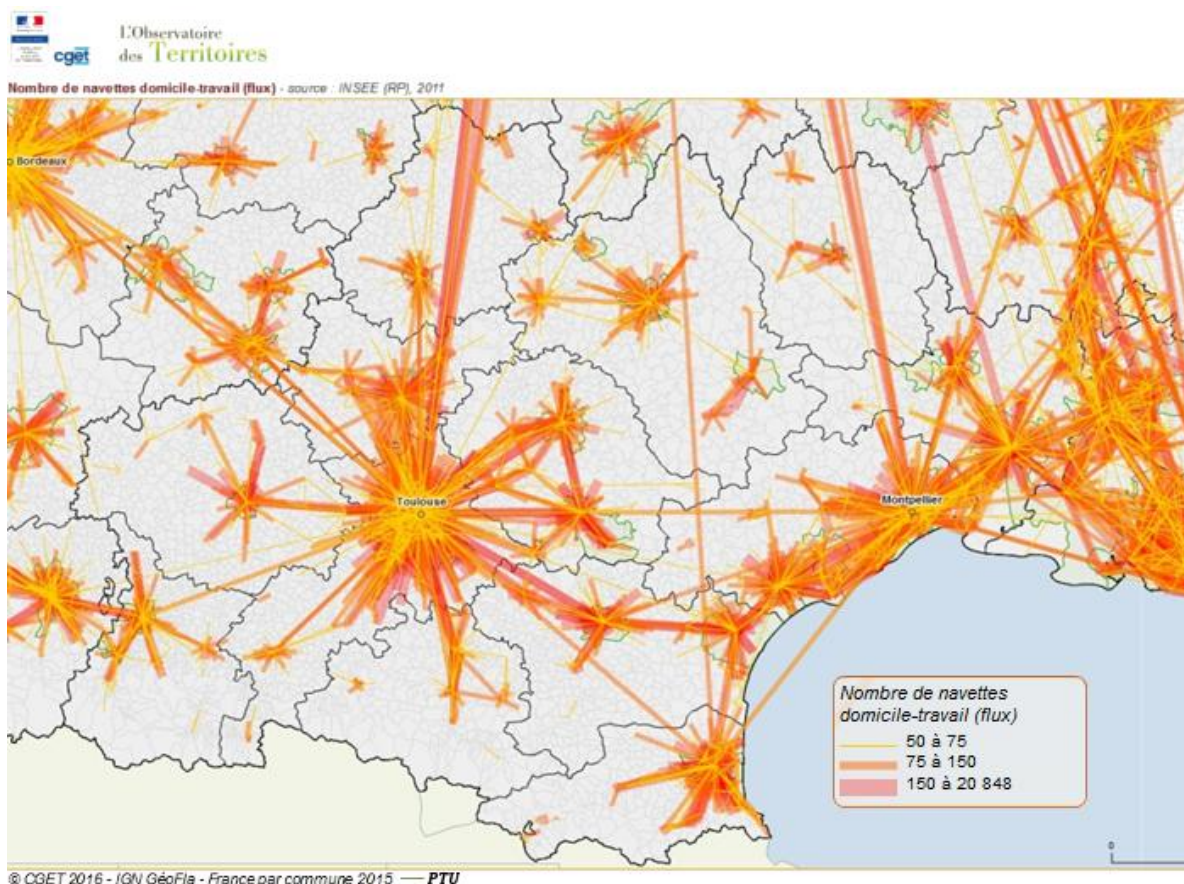 cget
L'Observatoire
des Territoires
Nombre de navettes domicile-travail (flux) - source : INSEE (RP), 2011
Bordeaux
Toulouse
Montpellier
Nombre de navettes
domicile-travail (flux)
50 à 75
75 à 150
150 à 20 848
0
© CGET 2016 - IGN GéoFla - France par commune 2015 — PTU